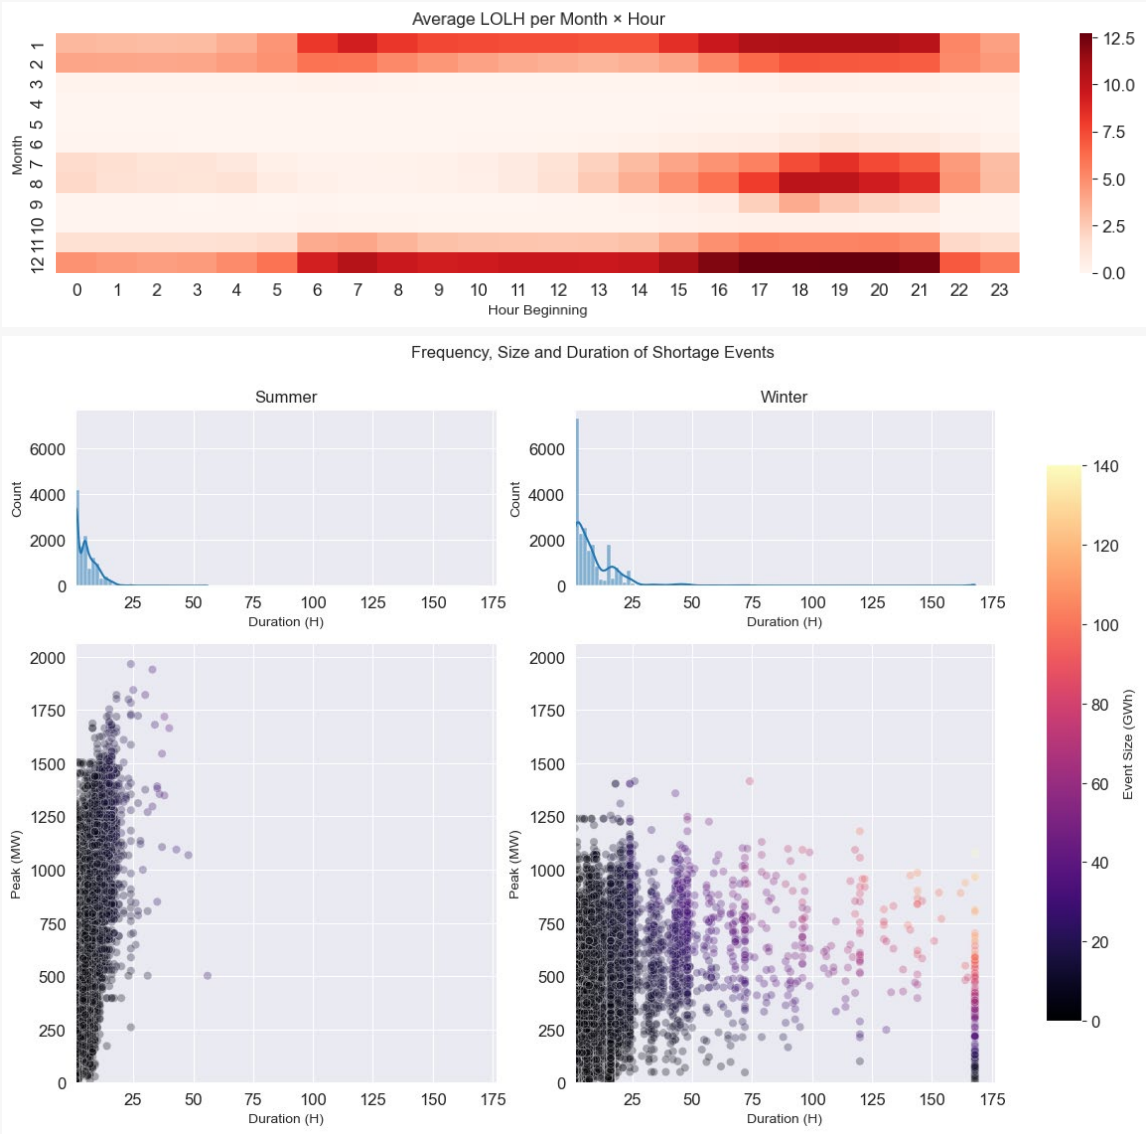 Average LOLH per Month × Hour
Month
1
2
3
4
5
6
7
8
9
10
11
12
0 1 2 3 4 5 6 7 8 9 10 11 12 13 14 15 16 17 18 19 20 21 22 23
Hour Beginning
12.5
10.0
7.5
5.0
2.5
0.0
Frequency, Size and Duration of Shortage Events
Summer
Count
6000
4000
2000
0
25 50 75 100 125 150 175
Duration (H)
Winter
Count
6000
4000
2000
0
25 50 75 100 125 150 175
Duration (H)
Peak (MW)
2000
1750
1500
1250
1000
750
500
250
0
25 50 75 100 125 150 175
Duration (H)
Peak (MW)
2000
1750
1500
1250
1000
750
500
250
0
25 50 75 100 125 150 175
Duration (H)
140
120
100
80
60
40
20
0
Event Size (GWh)